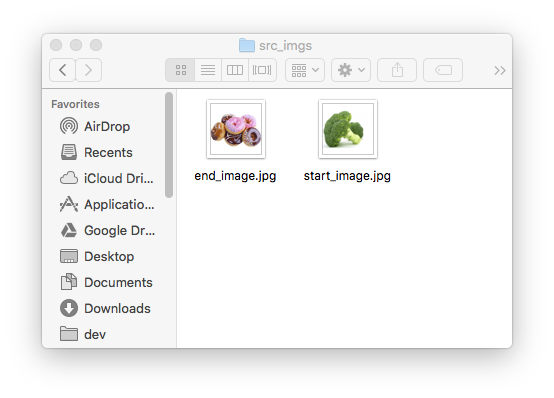 src_imgs
Favorites
AirDrop
Recents
iCloud Dri...
Applicatio...
Google Dr...
Desktop
Documents
Downloads
dev
end_image.jpg
start_image.jpg